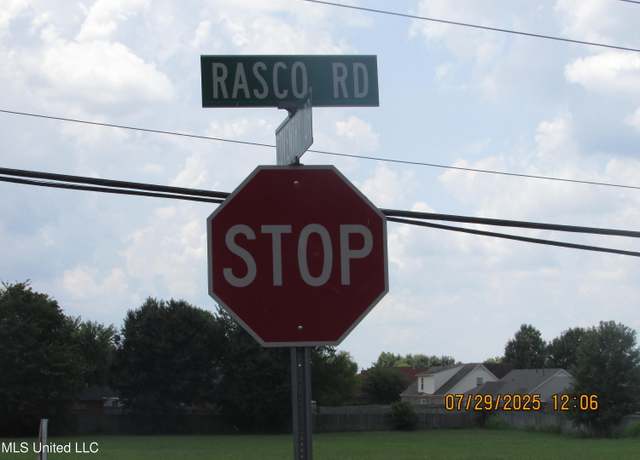 RASCO RD
STOP
07/29/2025 12:06
MLS United LLC